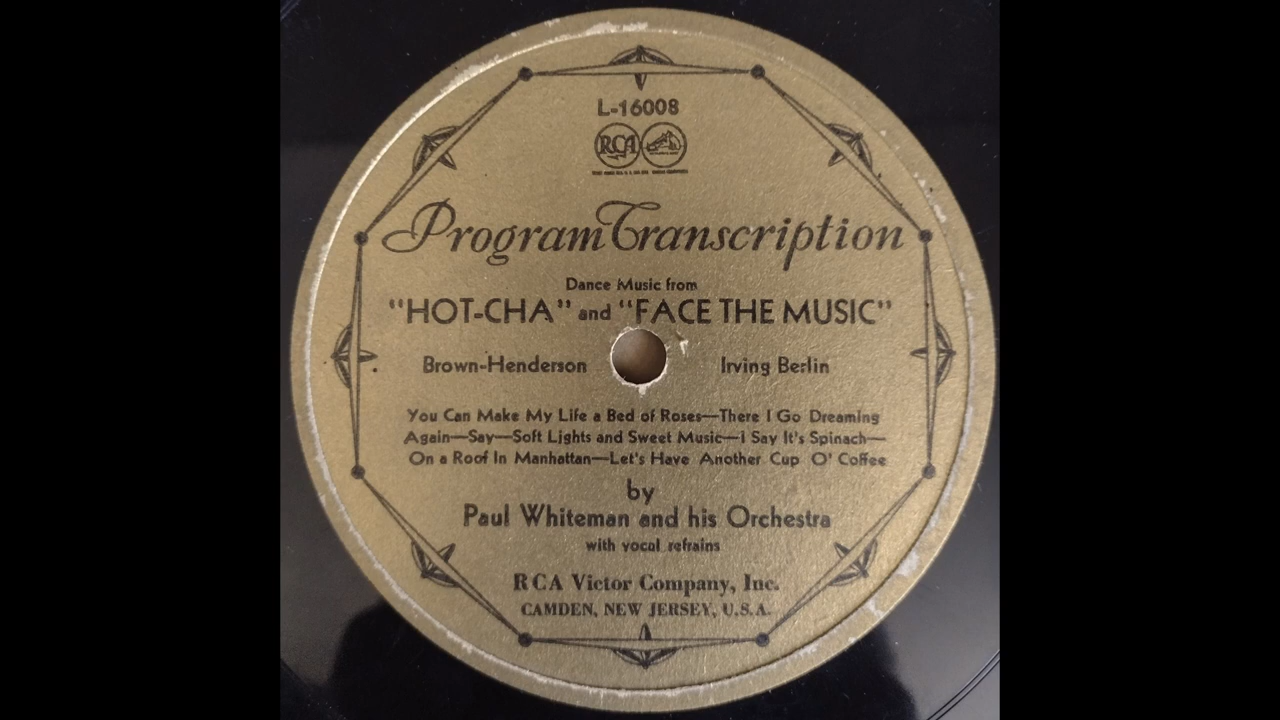 L-16008
RCA
Program Transcription
Dance Music from
"HOT-CHA" and "FACE THE MUSIC"
Brown-Henderson Irving Berlin
You Can Make My Life a Bed of Roses—There I Go Dreaming
Again—Say—Soft Lights and Sweet Music—I Say It's Spinach—
On a Roof In Manhattan—Let's Have Another Cup O' Coffee
by
Paul Whiteman and his Orchestra
with vocal refrains
RCA Victor Company, Inc.
CAMDEN, NEW JERSEY, U.S.A.